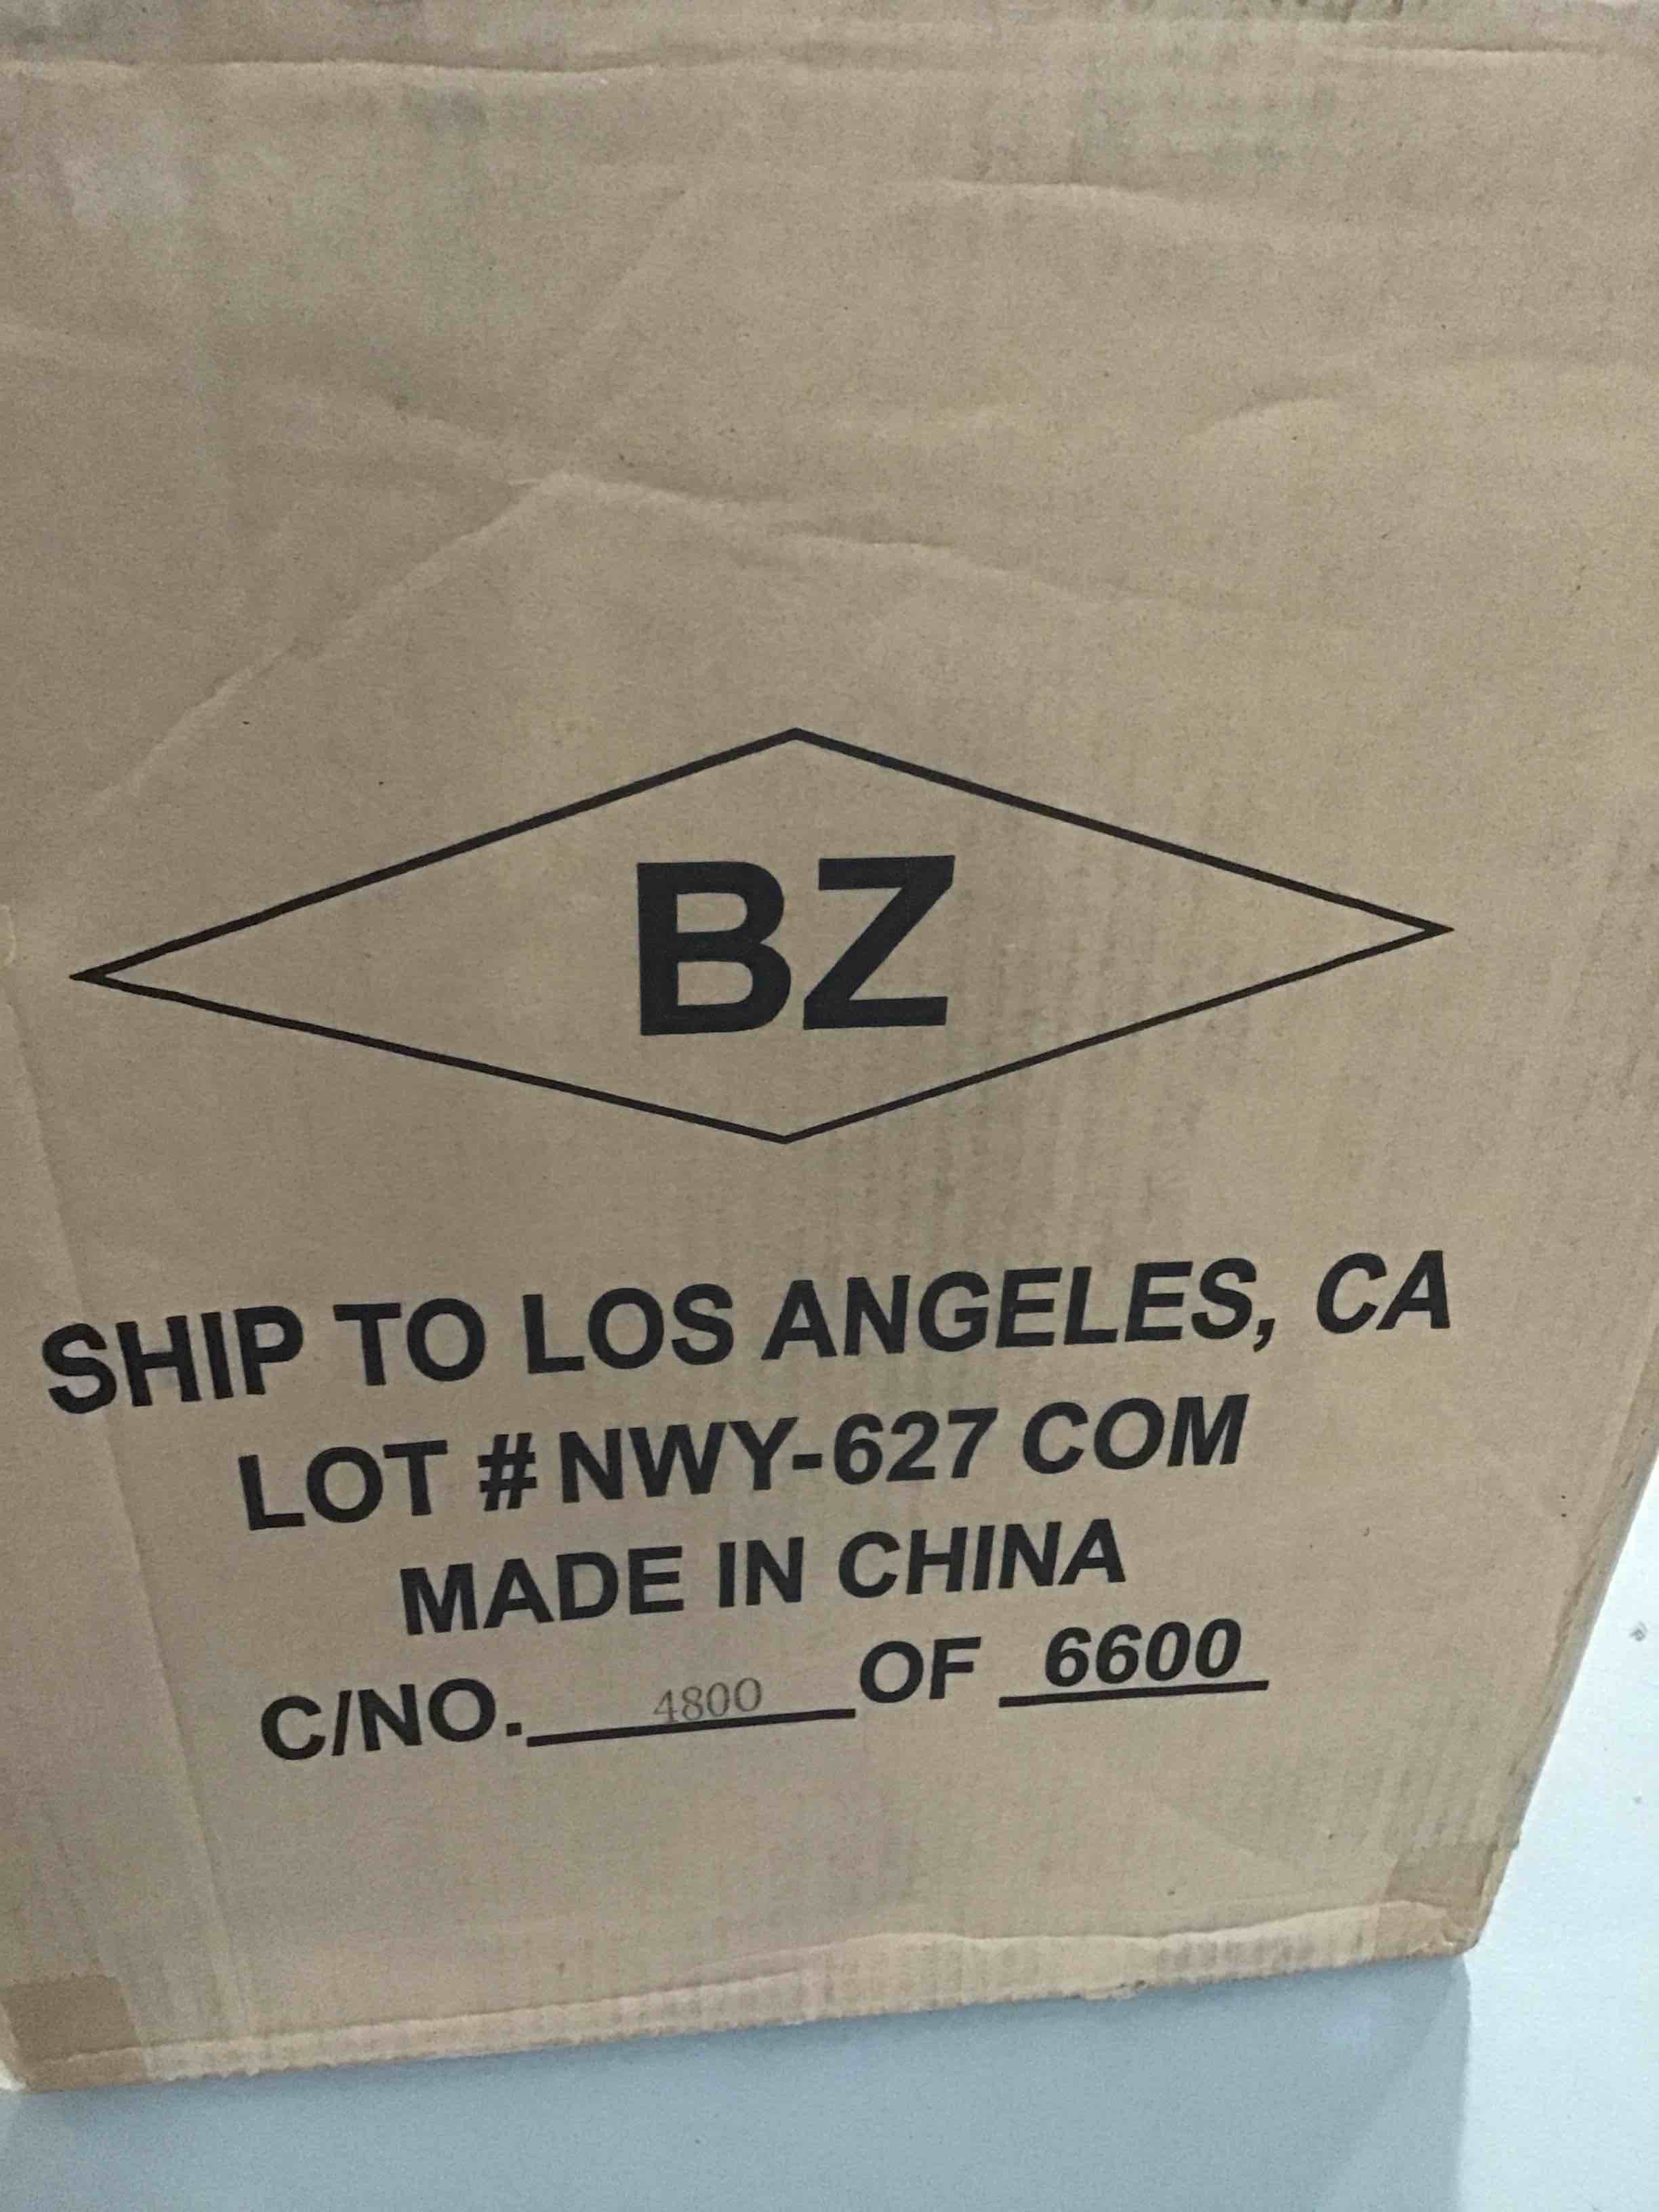 BZ
SHIP TO LOS ANGELES, CA
LOT #NWY-627 COM
MADE IN CHINA
C/NO. 4800 OF 6600